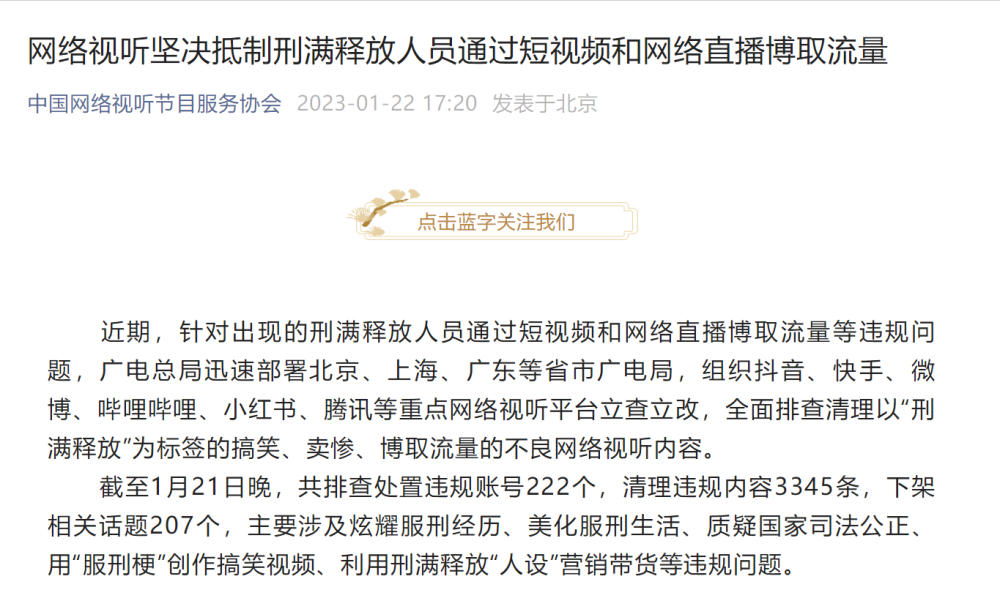 网络视听坚决抵制刑满释放人员通过短视频和网络直播博取流量
中国网络视听节目服务协会 2023-01-22 17:20 发表于北京
点击蓝字关注我们
近期，针对出现的刑满释放人员通过短视频和网络直播博取流量等违规问
题，广电总局迅速部署北京、上海、广东等省市广电局，组织抖音、快手、微
博、哔哩哔哩、小红书、腾讯等重点网络视听平台立查立改，全面排查清理以“刑
满释放”为标签的搞笑、卖惨、博取流量的不良网络视听内容。
截至1月21日晚，共排查处置违规账号222个，清理违规内容3345条，下架
相关话题207个，主要涉及炫耀服刑经历、美化服刑生活、质疑国家司法公正、
用“服刑梗”创作搞笑视频、利用刑满释放“人设”营销带货等违规问题。